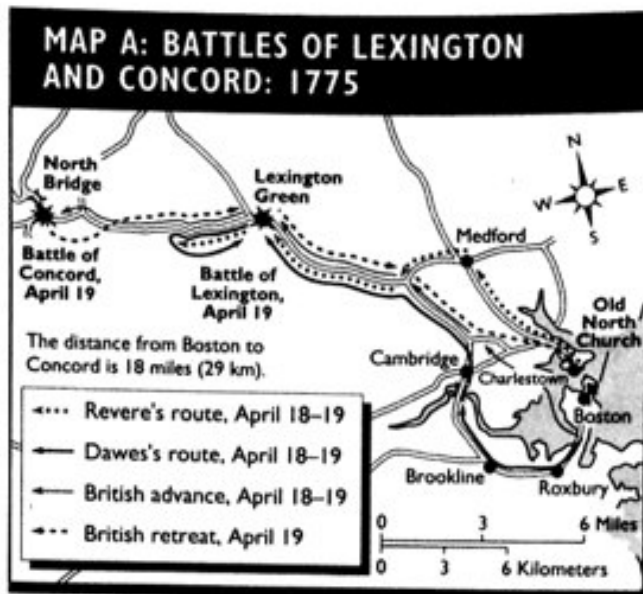 MAP A: BATTLES OF LEXINGTON
AND CONCORD: 1775
North
Bridge
Lexington
Green
N
W
E
S
Medford
Battle of
Concord,
April 19
Battle of
Lexington,
April 19
Old
North
Church
The distance from Boston to
Concord is 18 miles (29 km).
Cambridge
Charlestown
Boston
Revere's route, April 18–19
Dawes's route, April 18–19
British advance, April 18–19
British retreat, April 19
Brookline
Roxbury
0 3 6 Miles
0 3 6 Kilometers